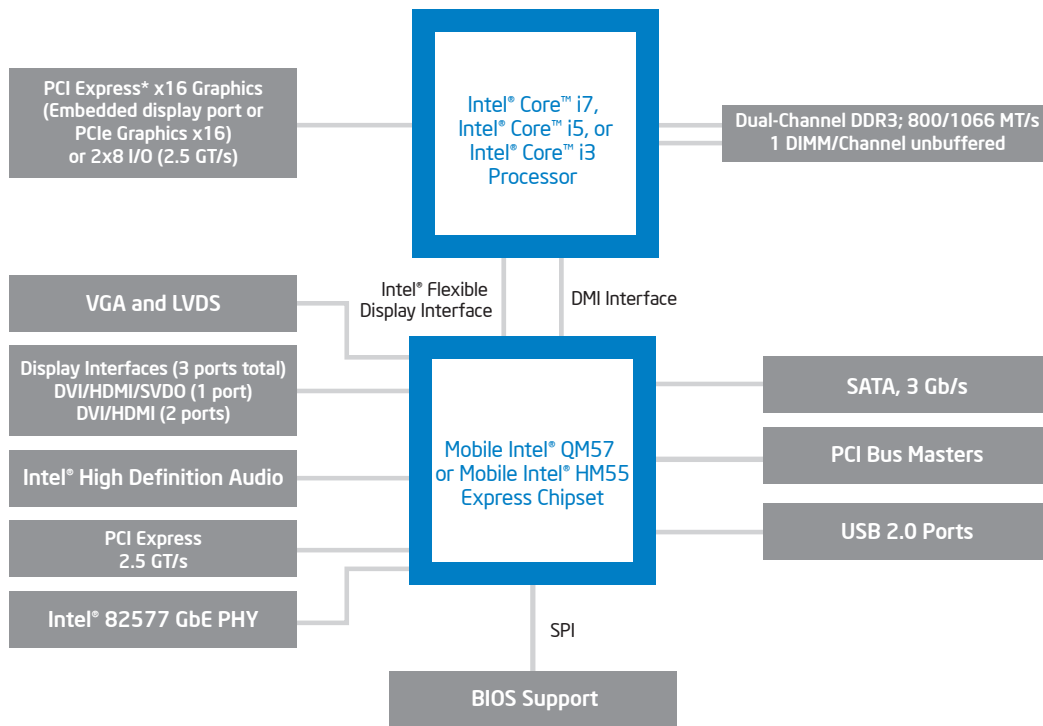 PCI Express* x16 Graphics
(Embedded display port or
PCIe Graphics x16)
or 2x8 I/O (2.5 GT/s)
Intel® Core™ i7,
Intel® Core™ i5, or
Intel® Core™ i3
Processor
Dual-Channel DDR3; 800/1066 MT/s
1 DIMM/Channel unbuffered
Intel® Flexible
Display Interface
DMI Interface
VGA and LVDS
Display Interfaces (3 ports total)
DVI/HDMI/SVDO (1 port)
DVI/HDMI (2 ports)
Intel® High Definition Audio
PCI Express
2.5 GT/s
Intel® 82577 GbE PHY
Mobile Intel® QM57
or Mobile Intel® HM55
Express Chipset
SATA, 3 Gb/s
PCI Bus Masters
USB 2.0 Ports
SPI
BIOS Support